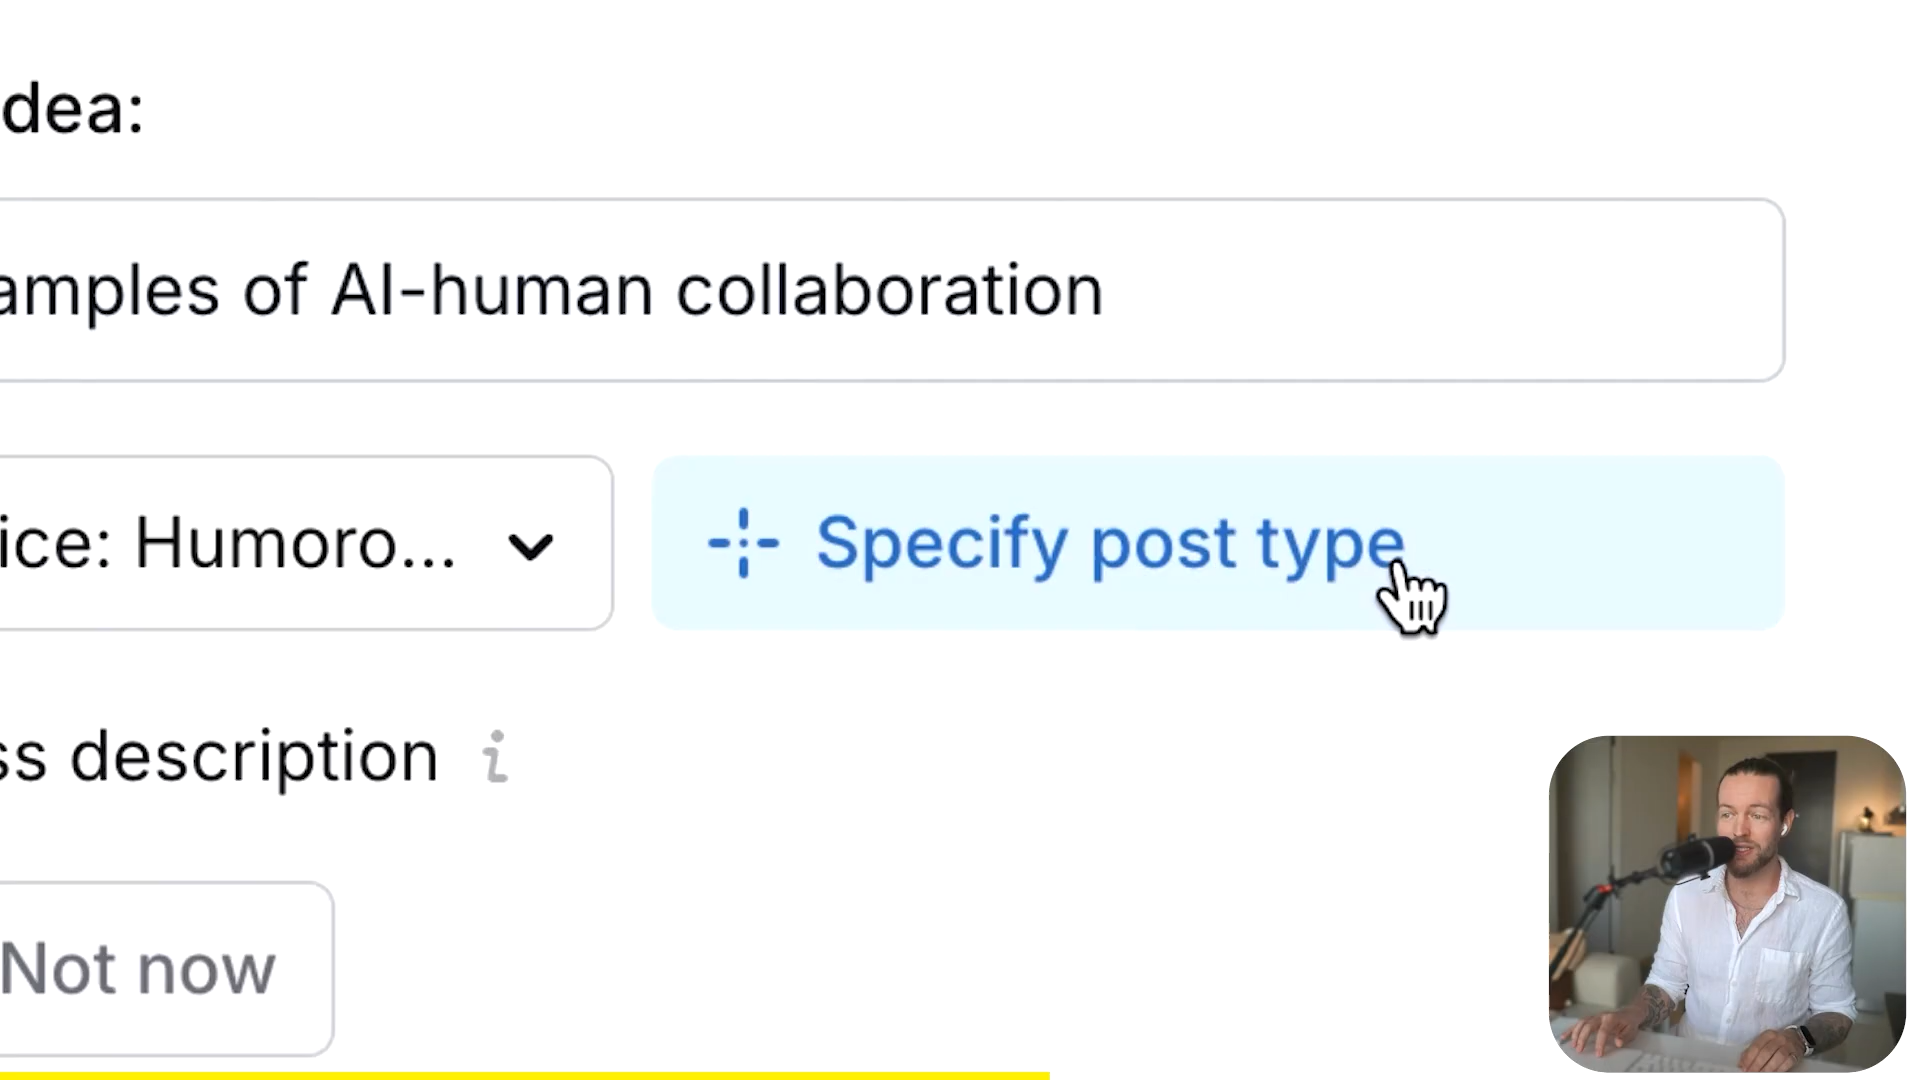 dea:
amples of AI-human collaboration
ice: Humoro...
Specify post type
ss description i
Not now